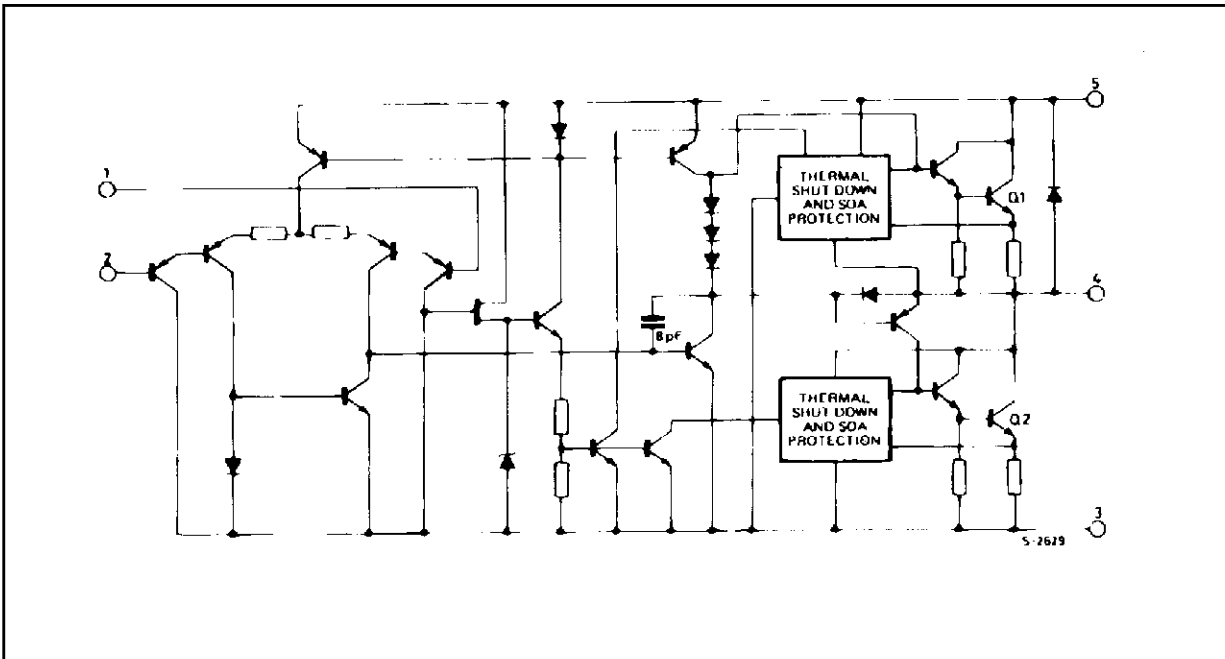 5
1
THERMAL
SHUT DOWN
AND SOA
PROTECTION
Q1
2
4
8pF
THERMAL
SHUT DOWN
AND SOA
PROTECTION
Q2
3
S-2629